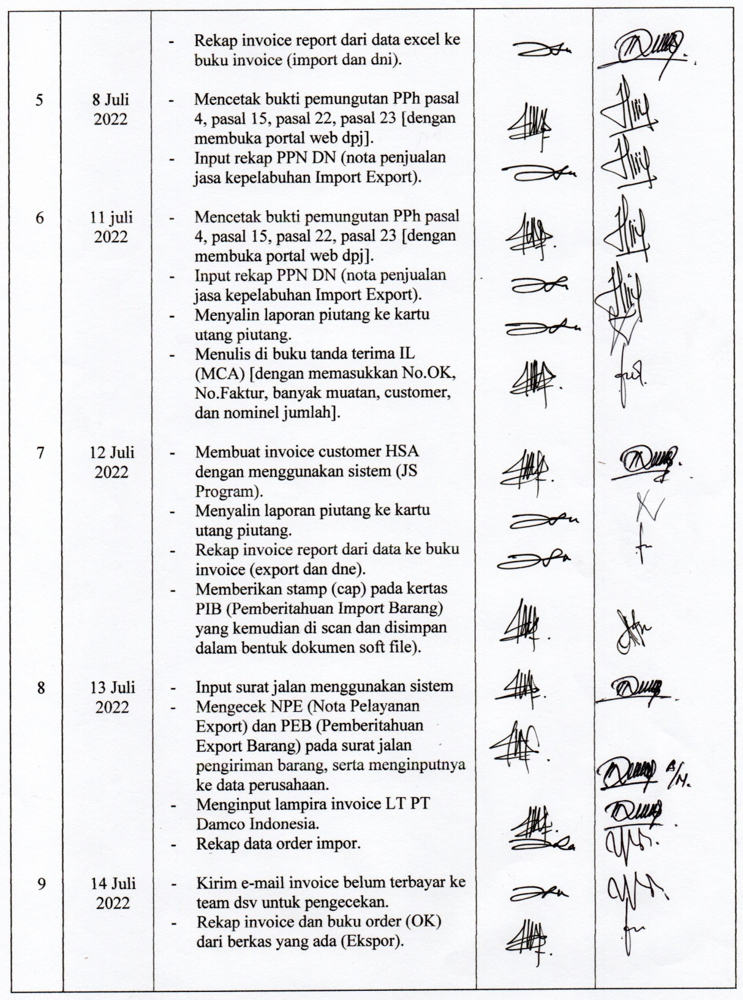 - Rekap invoice report dari data excel ke
buku invoice (import dan dni).
5 8 Juli - Mencetak bukti pemungutan PPh pasal
2022 4, pasal 15, pasal 22, pasal 23 [dengan
membuka portal web dpj].
- Input rekap PPN DN (nota penjualan
jasa kepelabuhan Import Export).
6 11 juli - Mencetak bukti pemungutan PPh pasal
2022 4, pasal 15, pasal 22, pasal 23 [dengan
membuka portal web dpj].
- Input rekap PPN DN (nota penjualan
jasa kepelabuhan Import Export).
- Menyalin laporan piutang ke kartu
utang piutang.
- Menulis di buku tanda terima IL
(MCA) [dengan memasukkan No.OK,
No.Faktur, banyak muatan, customer,
dan nominel jumlah].
7 12 Juli - Membuat invoice customer HSA
2022 dengan menggunakan sistem (JS
Program).
- Menyalin laporan piutang ke kartu
utang piutang.
- Rekap invoice report dari data ke buku
invoice (export dan dne).
- Memberikan stamp (cap) pada kertas
PIB (Pemberitahuan Import Barang)
yang kemudian di scan dan disimpan
dalam bentuk dokumen soft file).
8 13 Juli - Input surat jalan menggunakan sistem
2022 - Mengecek NPE (Nota Pelayanan
Export) dan PEB (Pemberitahuan
Export Barang) pada surat jalan
pengiriman barang, serta menginputnya
ke data perusahaan.
- Menginput lampira invoice LT PT
Damco Indonesia.
- Rekap data order impor.
9 14 Juli - Kirim e-mail invoice belum terbayar ke
2022 team dsv untuk pengecekan.
- Rekap invoice dan buku order (OK)
dari berkas yang ada (Ekspor).